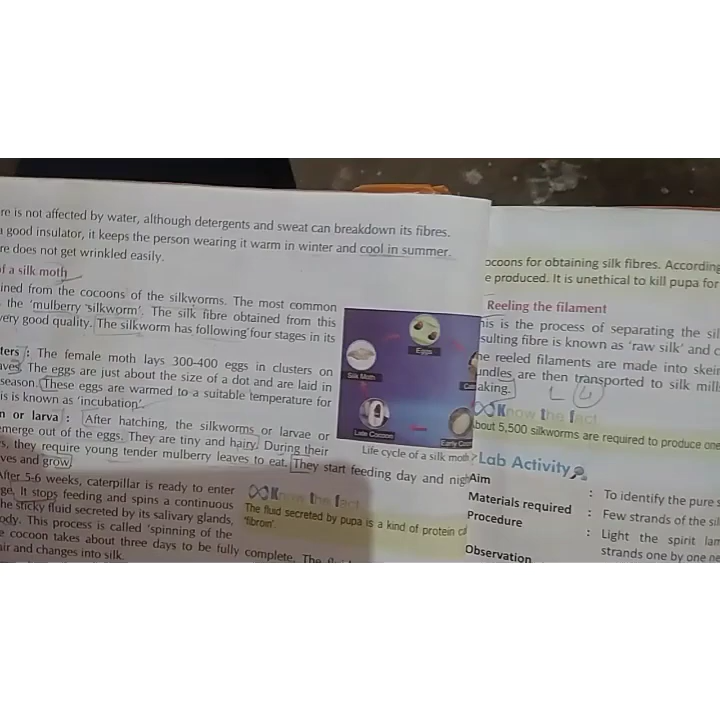 re is not affected by water, although detergents and sweat can breakdown its fibres.
good insulator, it keeps the person wearing it warm in winter and cool in summer.
re does not get wrinkled easily.
of a silk moth
ined from the cocoons of the silkworms. The most common
the 'mulberry silkworm'. The silk fibre obtained from this
very good quality. The silkworm has following four stages in its
ters : The female moth lays 300-400 eggs in clusters on
aves. The eggs are just about the size of a dot and are laid in
season. These eggs are warmed to a suitable temperature for
is is known as 'incubation'.
n or larva : After hatching, the silkworms or larvae or
emerge out of the eggs. They are tiny and hairy. During their
s, they require young tender mulberry leaves to eat. They start feeding day and nig
ves and grow
After 5-6 weeks, caterpillar is ready to enter
ge. It stops feeding and spins a continuous
he sticky fluid secreted by its salivary glands,
ody. This process is called 'spinning of the
e cocoon takes about three days to be fully complete. The
air and changes into silk.
Eggs
Silk Moth
Late Cocoon
Early Coc
Life cycle of a silk moth
Know the fact
The fluid secreted by pupa is a kind of protein ca
'fibroin'.
ocoons for obtaining silk fibres. According
e produced. It is unethical to kill pupa for
Reeling the filament
his is the process of separating the sil
sulting fibre is known as 'raw silk' and c
he reeled filaments are made into skei
undles are then transported to silk mill
aking.
Know the fact
bout 5,500 silkworms are required to produce one
Lab Activity
Aim : To identify the pure s
Materials required : Few strands of the sil
Procedure : Light the spirit lam
strands one by one ne
Observation